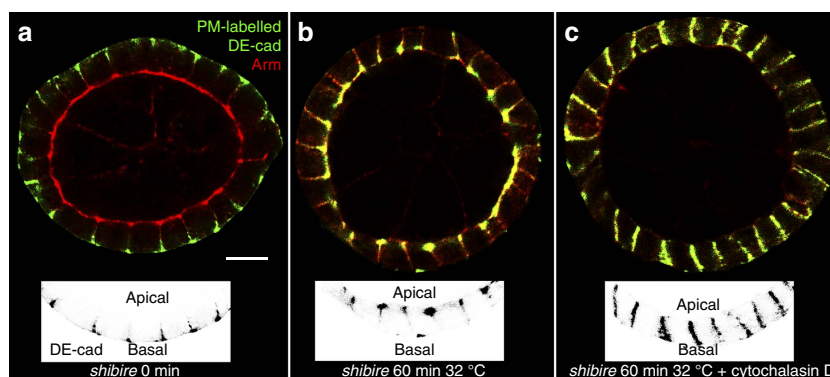 a
PM-labelled
DE-cad
Arm
b
c
Apical
DE-cad
Basal
shibire 0 min
Apical
Basal
shibire 60 min 32 °C
Apical
Basal
shibire 60 min 32 °C + cytochalasin D